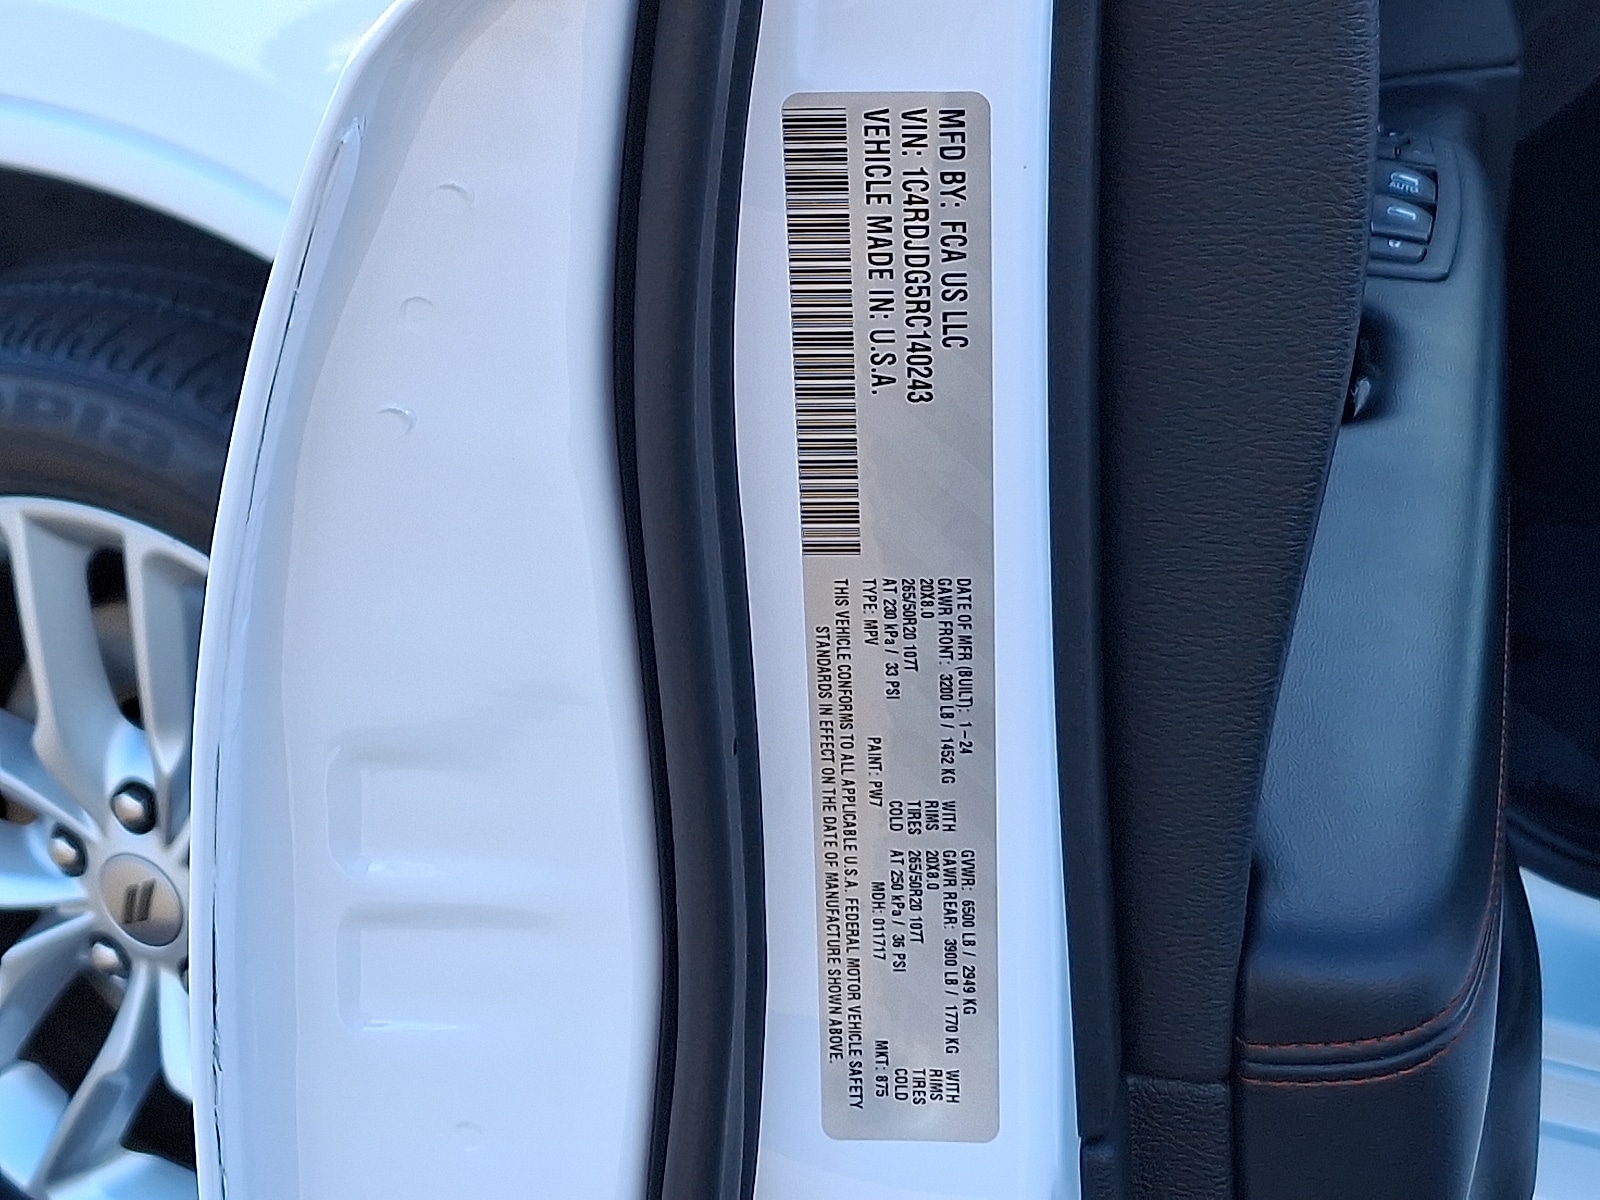 MFD BY: FCA US LLC
VIN: 1C4RDJDG5RC140243
VEHICLE MADE IN: U.S.A.
DATE OF MFR (BUILT): 1-24 GVWR: 6500 LB / 2949 KG
GAWR FRONT: 3200 LB / 1452 KG WITH GAWR REAR: 3900 LB / 1770 KG WITH
20X8.0 RIMS 20X8.0 RIMS
265/50R20 107T TIRES 265/50R20 107T TIRES
AT 230 kPa / 33 PSI COLD AT 250 kPa / 36 PSI COLD
TYPE: MPV PAINT: PW7 MDH: 011717 MKT: 875
THIS VEHICLE CONFORMS TO ALL APPLICABLE U.S.A. FEDERAL MOTOR VEHICLE SAFETY
STANDARDS IN EFFECT ON THE DATE OF MANUFACTURE SHOWN ABOVE.
AUTO